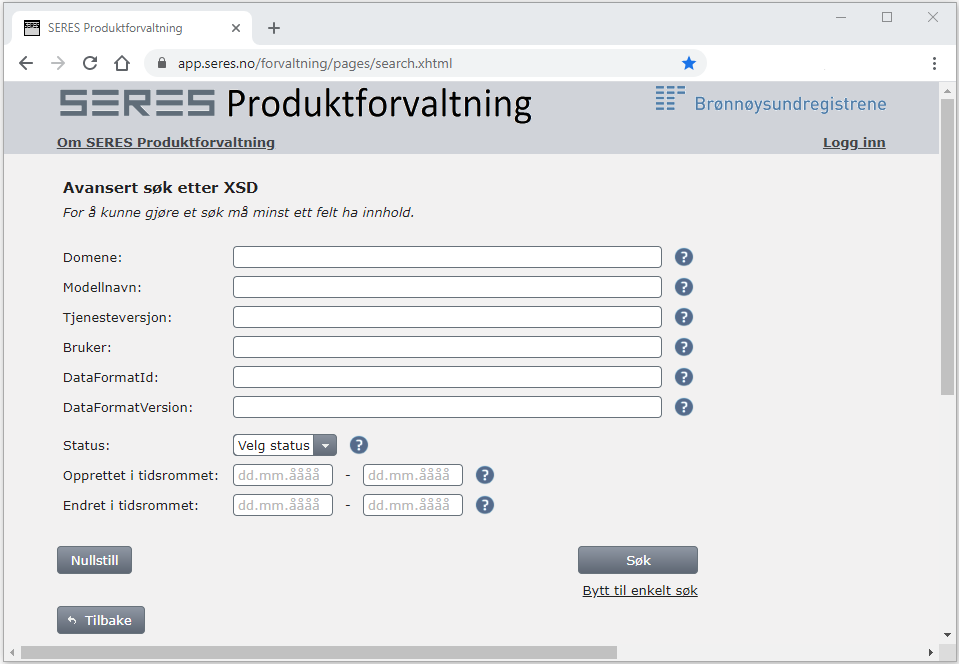 SERES Produktforvaltning
app.seres.no/forvaltning/pages/search.xhtml
SERES Produktforvaltning
Brønnøysundregistrene
Om SERES Produktforvaltning
Logg inn
Avansert søk etter XSD
For å kunne gjøre et søk må minst ett felt ha innhold.
Domene: ?
Modellnavn: ?
Tjenesteversjon: ?
Bruker: ?
DataFormatId: ?
DataFormatVersion: ?
Status: Velg status ?
Opprettet i tidsrommet: dd.mm.åååå - dd.mm.åååå ?
Endret i tidsrommet: dd.mm.åååå - dd.mm.åååå ?
Nullstill
Søk
Bytt til enkelt søk
Tilbake